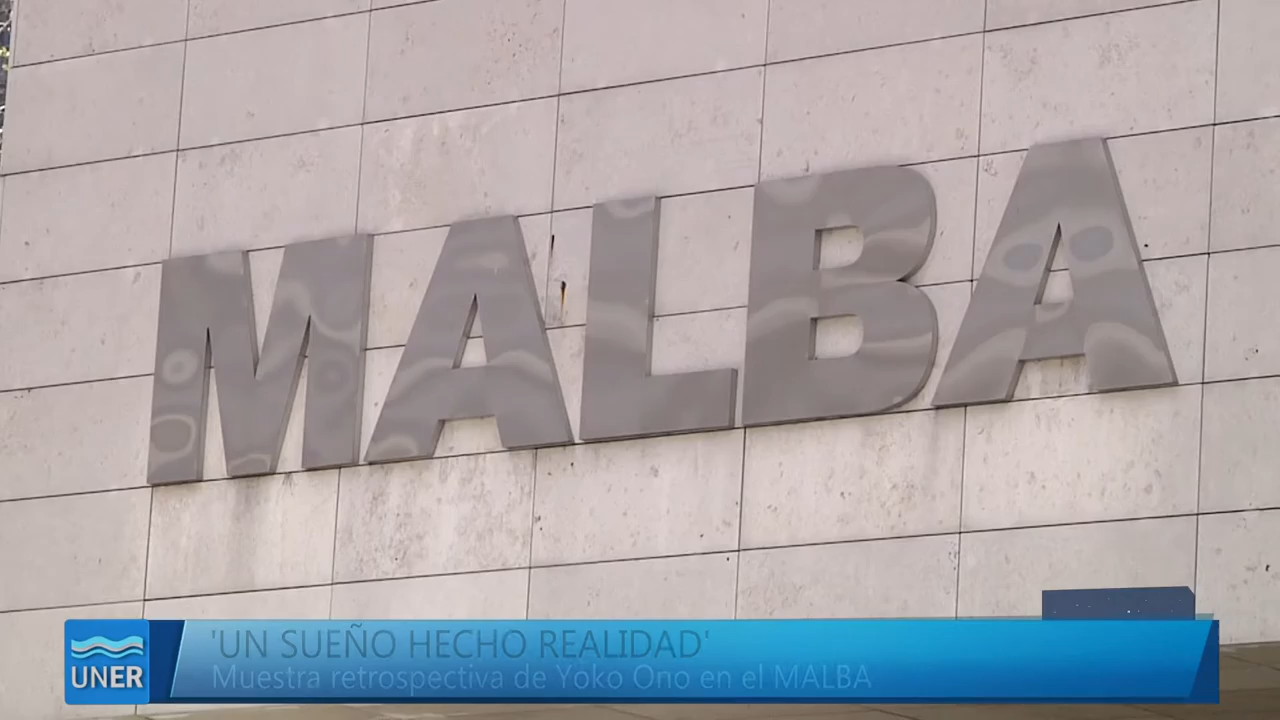 MALBA
UNER
'UN SUEÑO HECHO REALIDAD'
Muestra retrospectiva de Yoko Ono en el MALBA